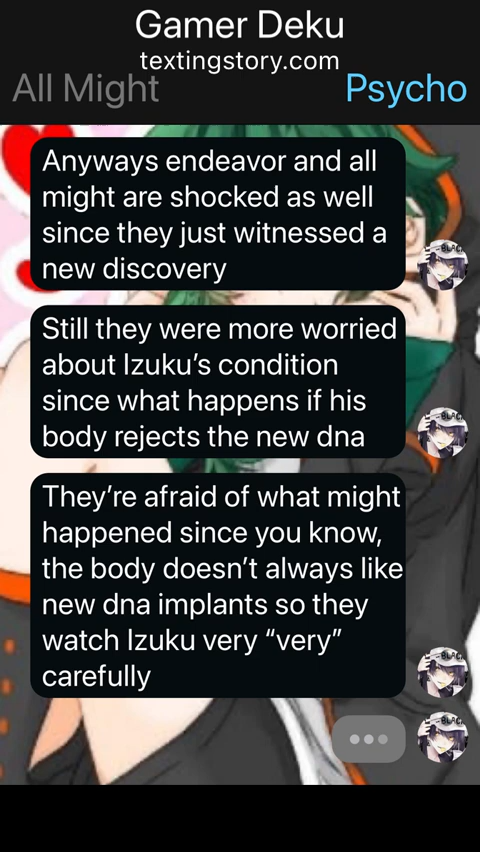 Gamer Deku
textingstory.com
All Might
Psycho
Anyways endeavor and all
might are shocked as well
since they just witnessed a
new discovery
Still they were more worried
about Izuku’s condition
since what happens if his
body rejects the new dna
They’re afraid of what might
happened since you know,
the body doesn’t always like
new dna implants so they
watch Izuku very “very”
carefully